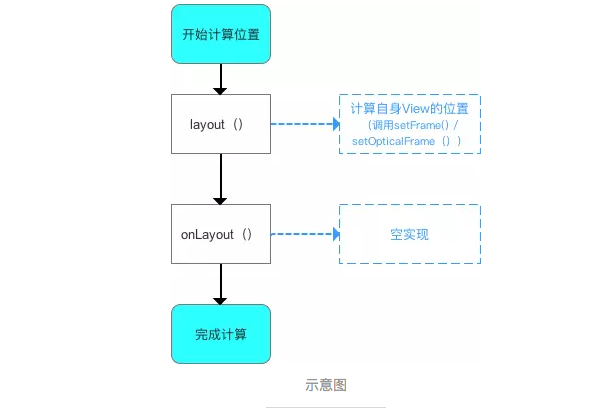 开始计算位置
layout（）
计算自身View的位置
（调用setFrame() /
setOpticalFrame（））
onLayout（）
空实现
完成计算
示意图